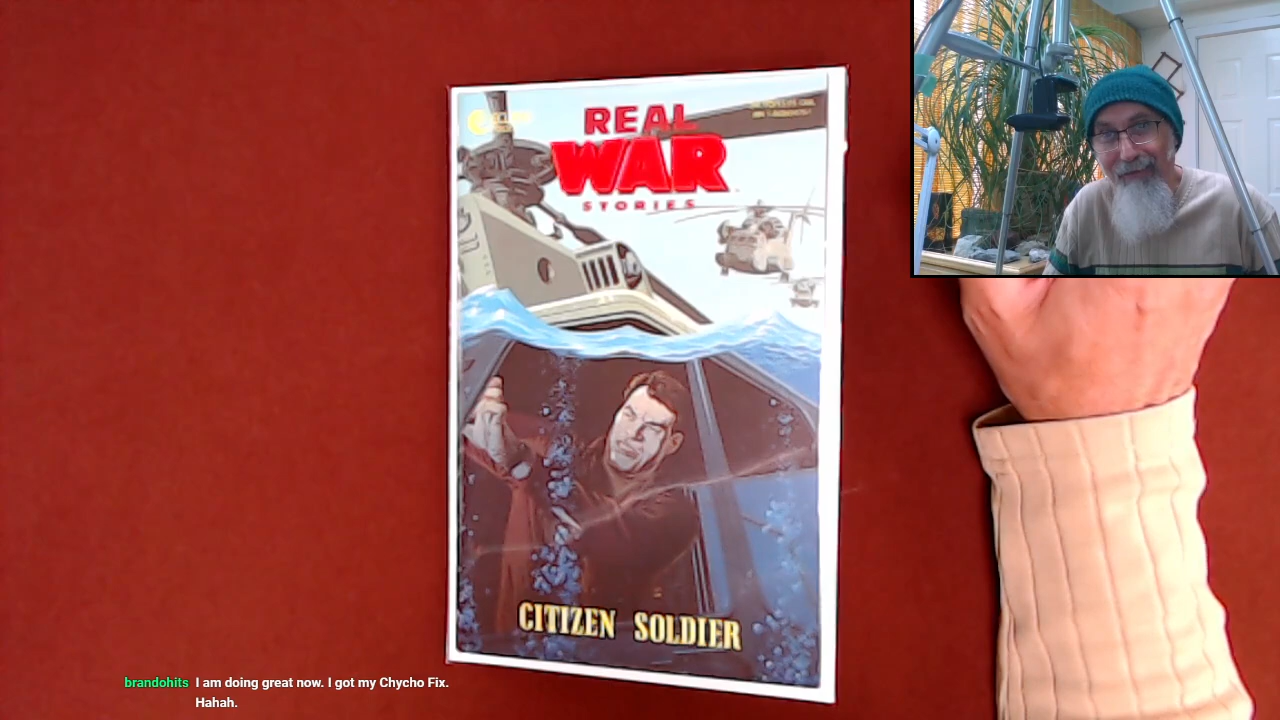 REAL
WAR
STORIES
CITIZEN SOLDIER
brandohits I am doing great now. I got my Chycho Fix.
Hahah.